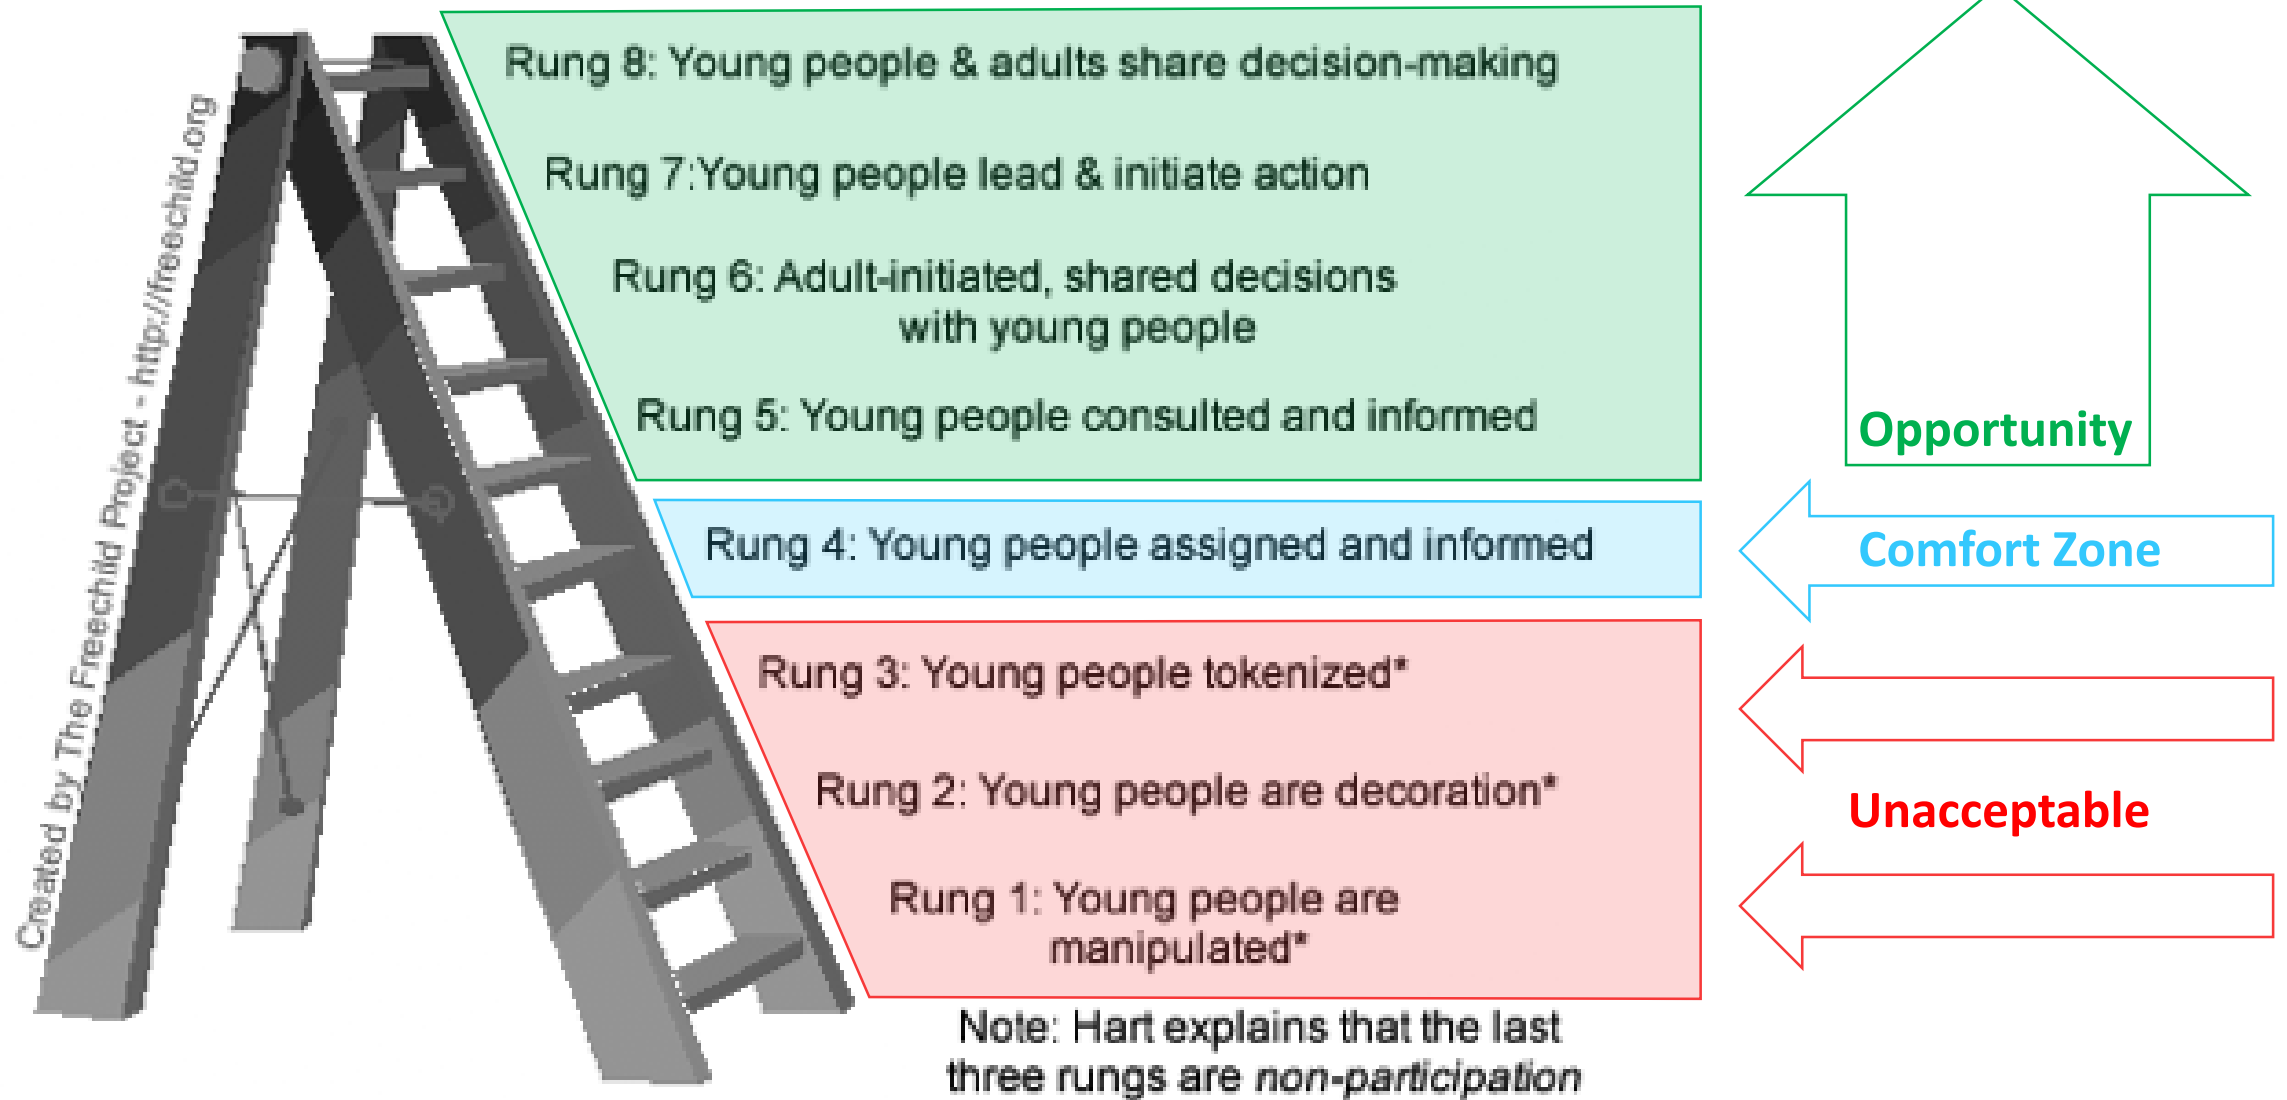 Rung 8: Young people & adults share decision-making
Rung 7:Young people lead & initiate action
Rung 6: Adult-initiated, shared decisions
with young people
Rung 5: Young people consulted and informed
Opportunity
Rung 4: Young people assigned and informed
Comfort Zone
Rung 3: Young people tokenized*
Rung 2: Young people are decoration*
Unacceptable
Rung 1: Young people are
manipulated*
Note: Hart explains that the last
three rungs are non-participation
Created by The Freechild Project - http://freechild.org